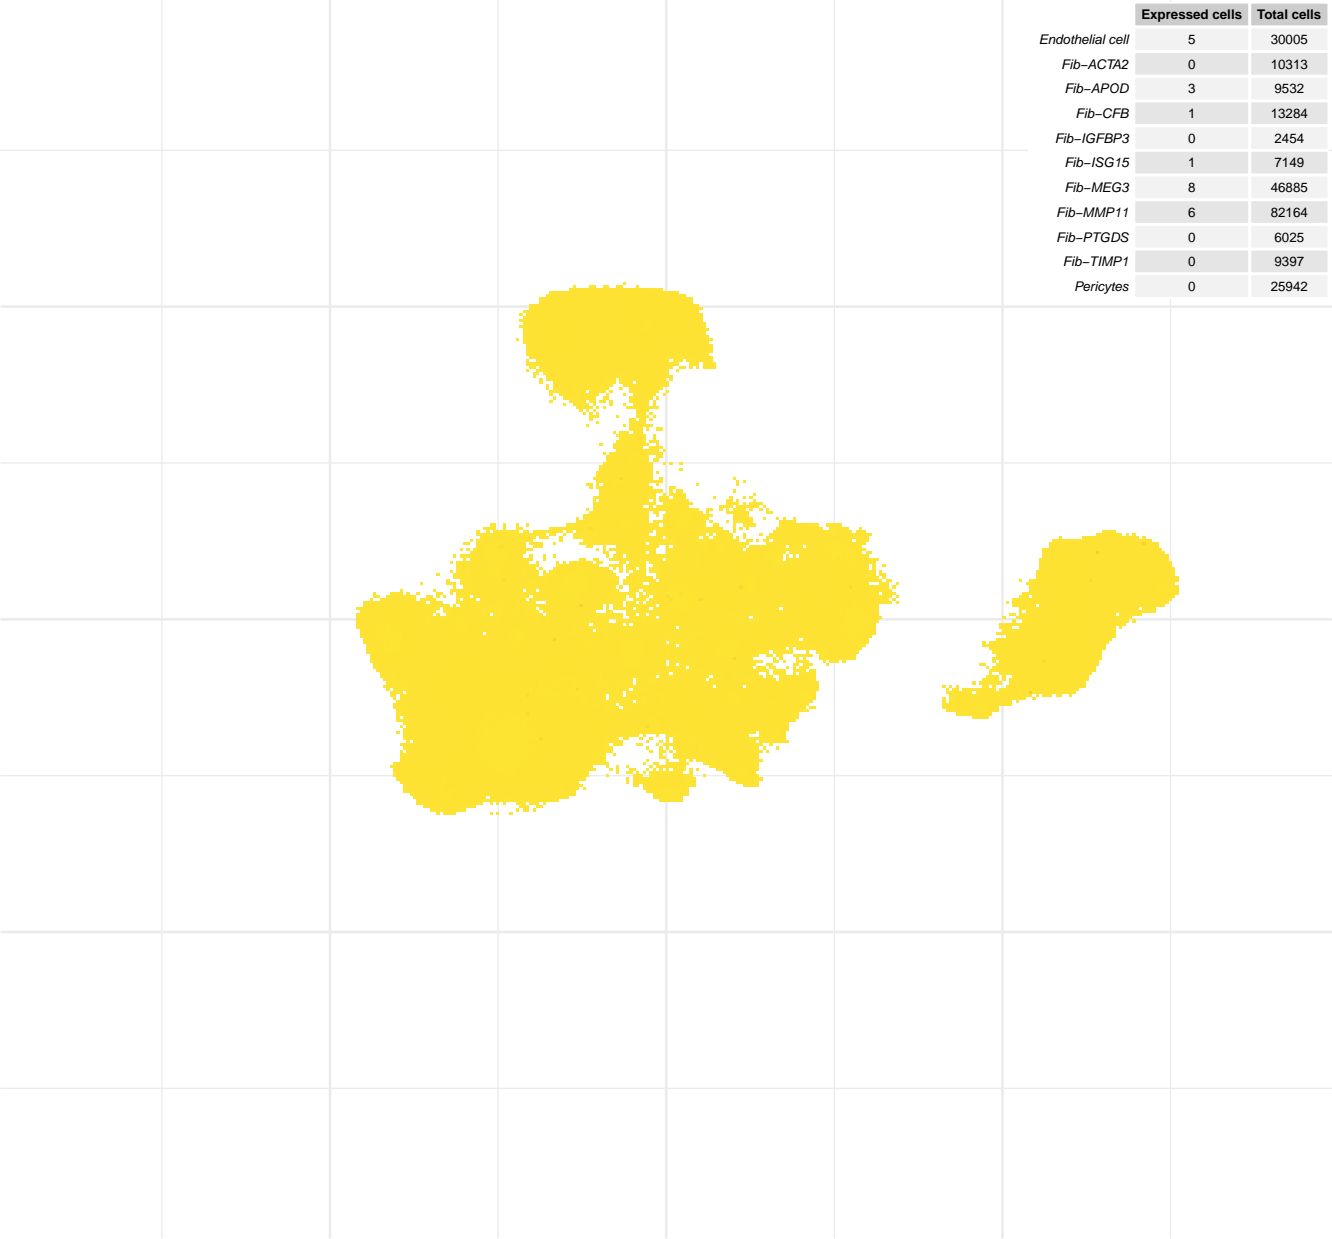 Expressed cells Total cells
Endothelial cell 5 30005
Fib−ACTA2 0 10313
Fib−APOD 3 9532
Fib−CFB 1 13284
Fib−IGFBP3 0 2454
Fib−ISG15 1 7149
Fib−MEG3 8 46885
Fib−MMP11 6 82164
Fib−PTGDS 0 6025
Fib−TIMP1 0 9397
Pericytes 0 25942